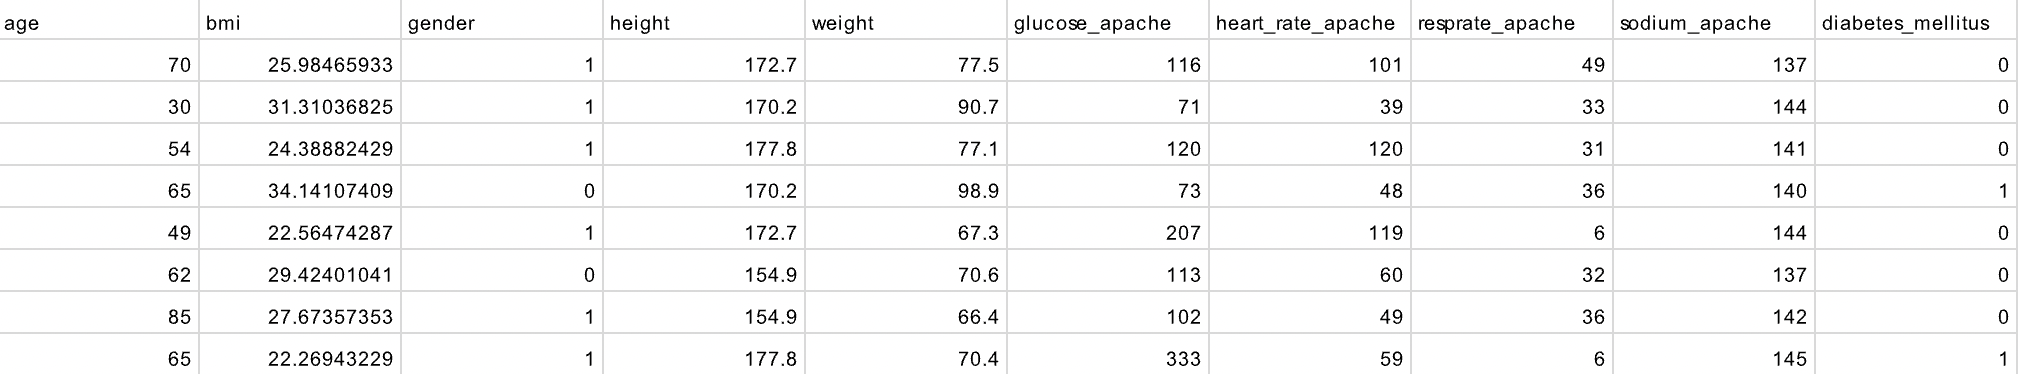 age bmi gender height weight glucose_apache heart_rate_apache resprate_apache sodium_apache diabetes_mellitus
70 25.98465933 1 172.7 77.5 116 101 49 137 0
30 31.31036825 1 170.2 90.7 71 39 33 144 0
54 24.38882429 1 177.8 77.1 120 120 31 141 0
65 34.14107409 0 170.2 98.9 73 48 36 140 1
49 22.56474287 1 172.7 67.3 207 119 6 144 0
62 29.42401041 0 154.9 70.6 113 60 32 137 0
85 27.67357353 1 154.9 66.4 102 49 36 142 0
65 22.26943229 1 177.8 70.4 333 59 6 145 1